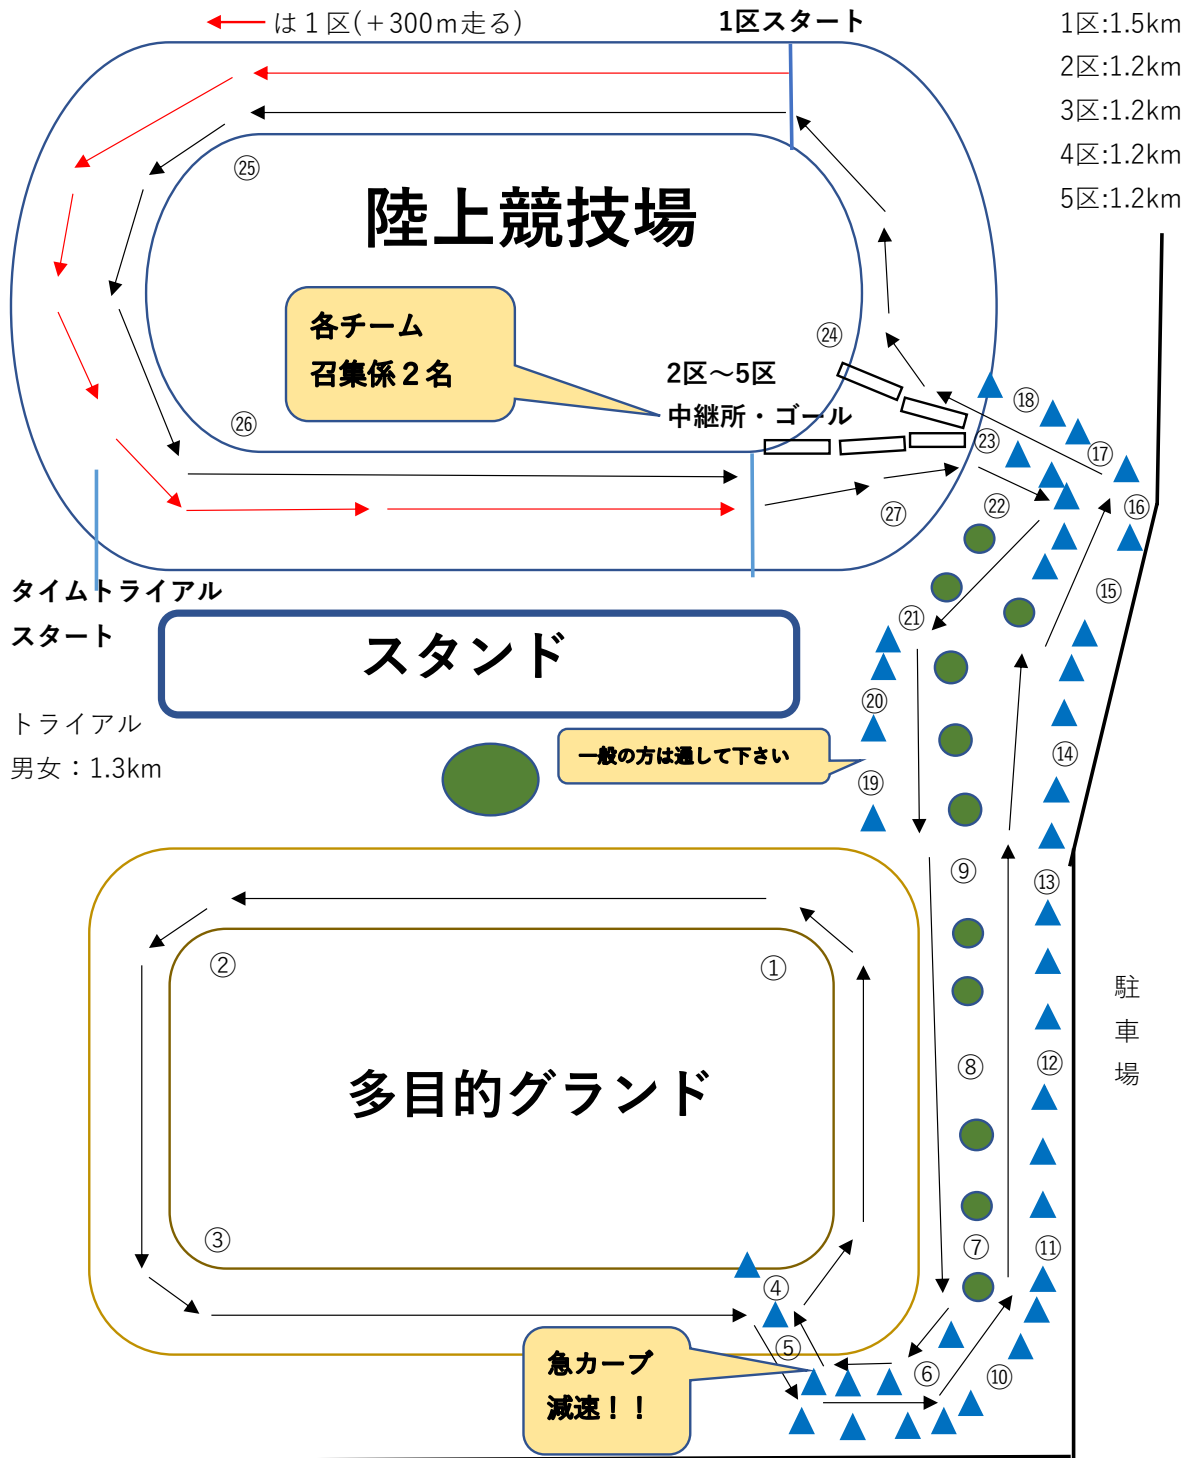 は１区(＋300m走る)
1区スタート
1区:1.5km
2区:1.2km
3区:1.2km
4区:1.2km
5区:1.2km
㉕
陸上競技場
各チーム
召集係２名
㉔
2区～5区
中継所・ゴール
⑱
㉖
㉓
⑰
㉗
㉒
⑯
タイムトライアル
スタート
⑮
㉑
スタンド
⑳
トライアル
男女：1.3km
一般の方は通して下さい
⑭
⑲
⑨
⑬
②
①
駐
車
場
⑧
⑫
多目的グランド
③
⑦
⑪
④
⑤
急カーブ
減速！！
⑥
⑩